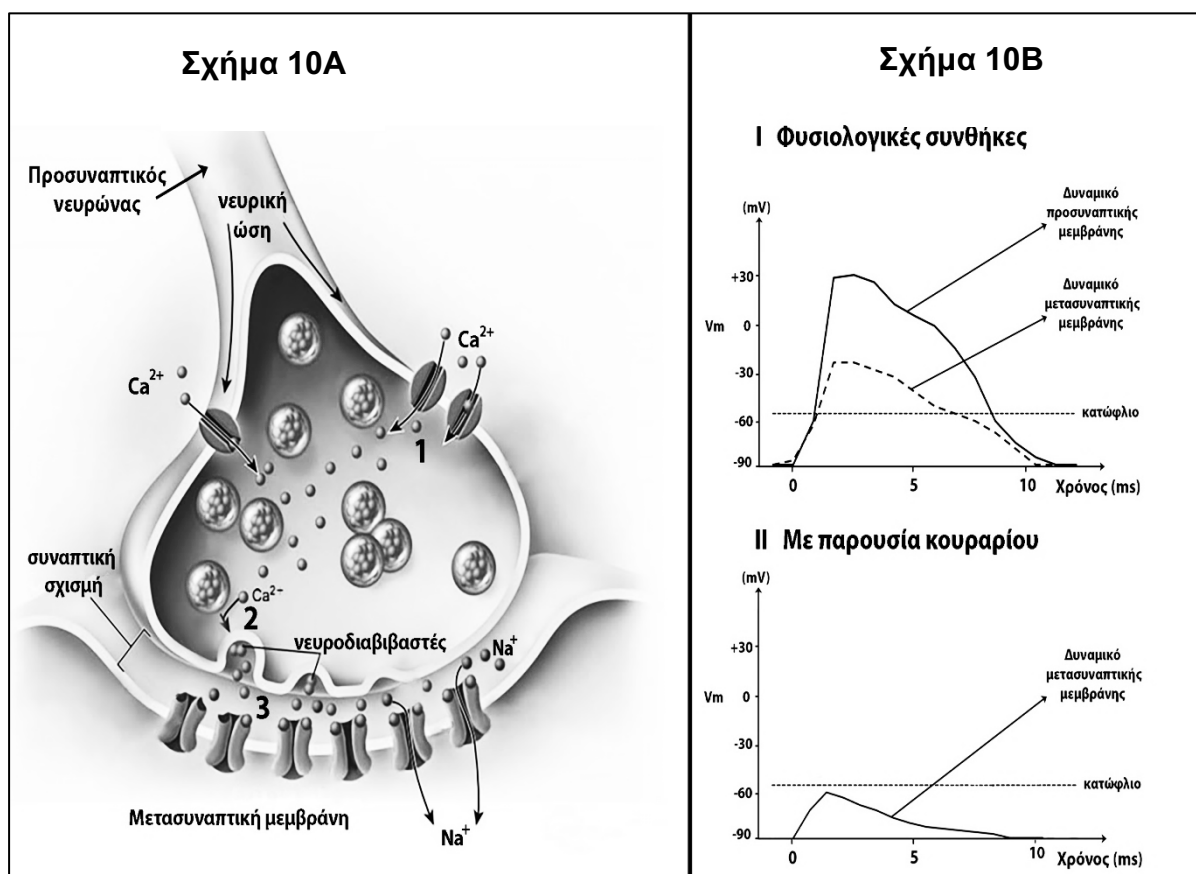 Σχήμα 10Α
Προσυναπτικός
νευρώνας
νευρική
ώση
Ca²⁺
Ca²⁺
1
συναπτική
σχισμή
Ca²⁺
2
νευροδιαβιβαστές
Na⁺
3
Μετασυναπτική μεμβράνη
Na⁺
Σχήμα 10Β
I Φυσιολογικές συνθήκες
(mV)
Δυναμικό
προσυναπτικής
μεμβράνης
+30
Δυναμικό
μετασυναπτικής
μεμβράνης
Vm
0
-30
κατώφλιο
-60
-90
0
5
10
Χρόνος (ms)
II Με παρουσία κουραρίου
(mV)
+30
Δυναμικό
μετασυναπτικής
μεμβράνης
Vm
0
-30
κατώφλιο
-60
-90
0
5
10
Χρόνος (ms)